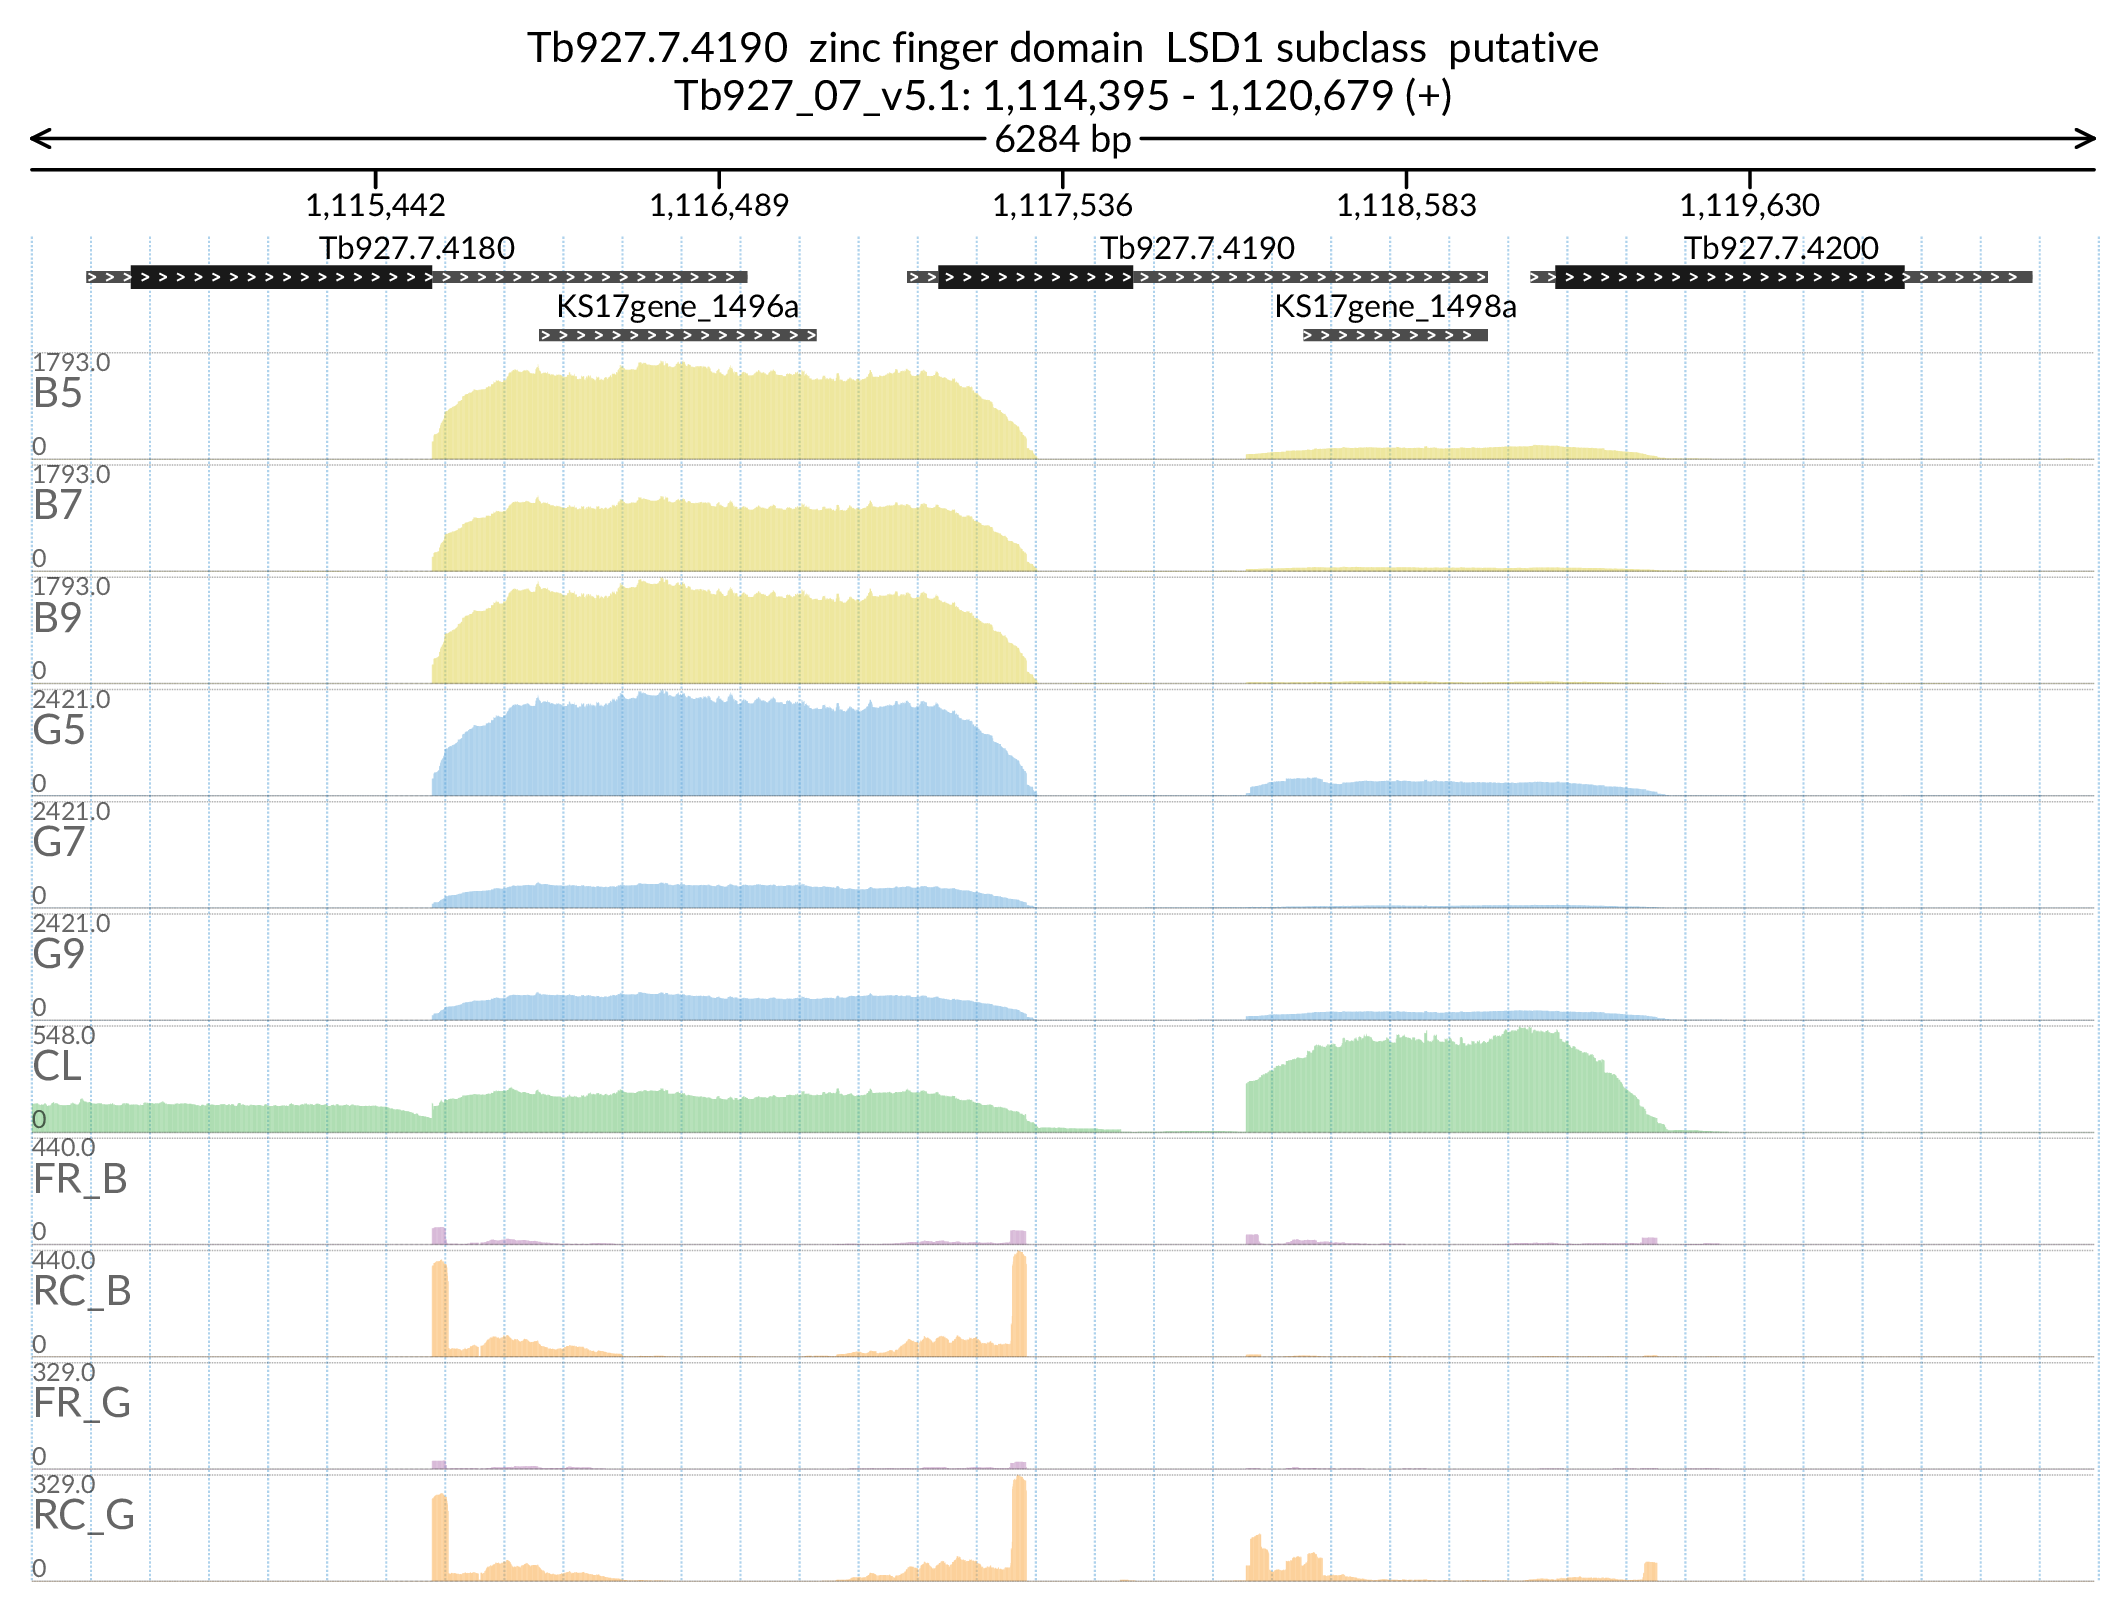 Tb927.7.4190  zinc finger domain  LSD1 subclass  putative
Tb927_07_v5.1: 1,114,395 - 1,120,679 (+)
6284 bp
1,115,442 1,116,489 1,117,536 1,118,583 1,119,630
Tb927.7.4180 Tb927.7.4190 Tb927.7.4200
KS17gene_1496a KS17gene_1498a
1793.0
B5
0
1793.0
B7
0
1793.0
B9
0
2421.0
G5
0
2421.0
G7
0
2421.0
G9
0
548.0
CL
0
440.0
FR_B
0
440.0
RC_B
0
329.0
FR_G
0
329.0
RC_G
0